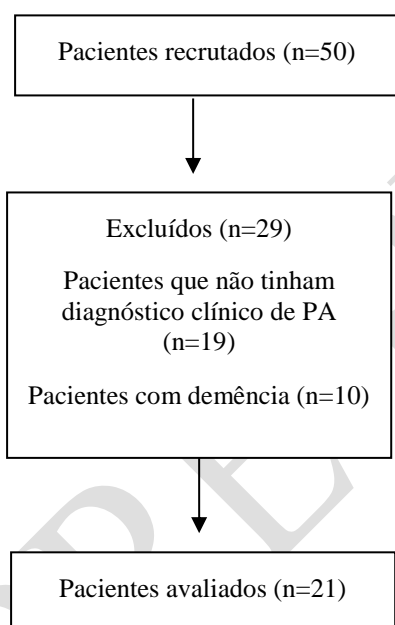 Pacientes recrutados (n=50)
Excluídos (n=29)
Pacientes que não tinham
diagnóstico clínico de PA
(n=19)
Pacientes com demência (n=10)
Pacientes avaliados (n=21)